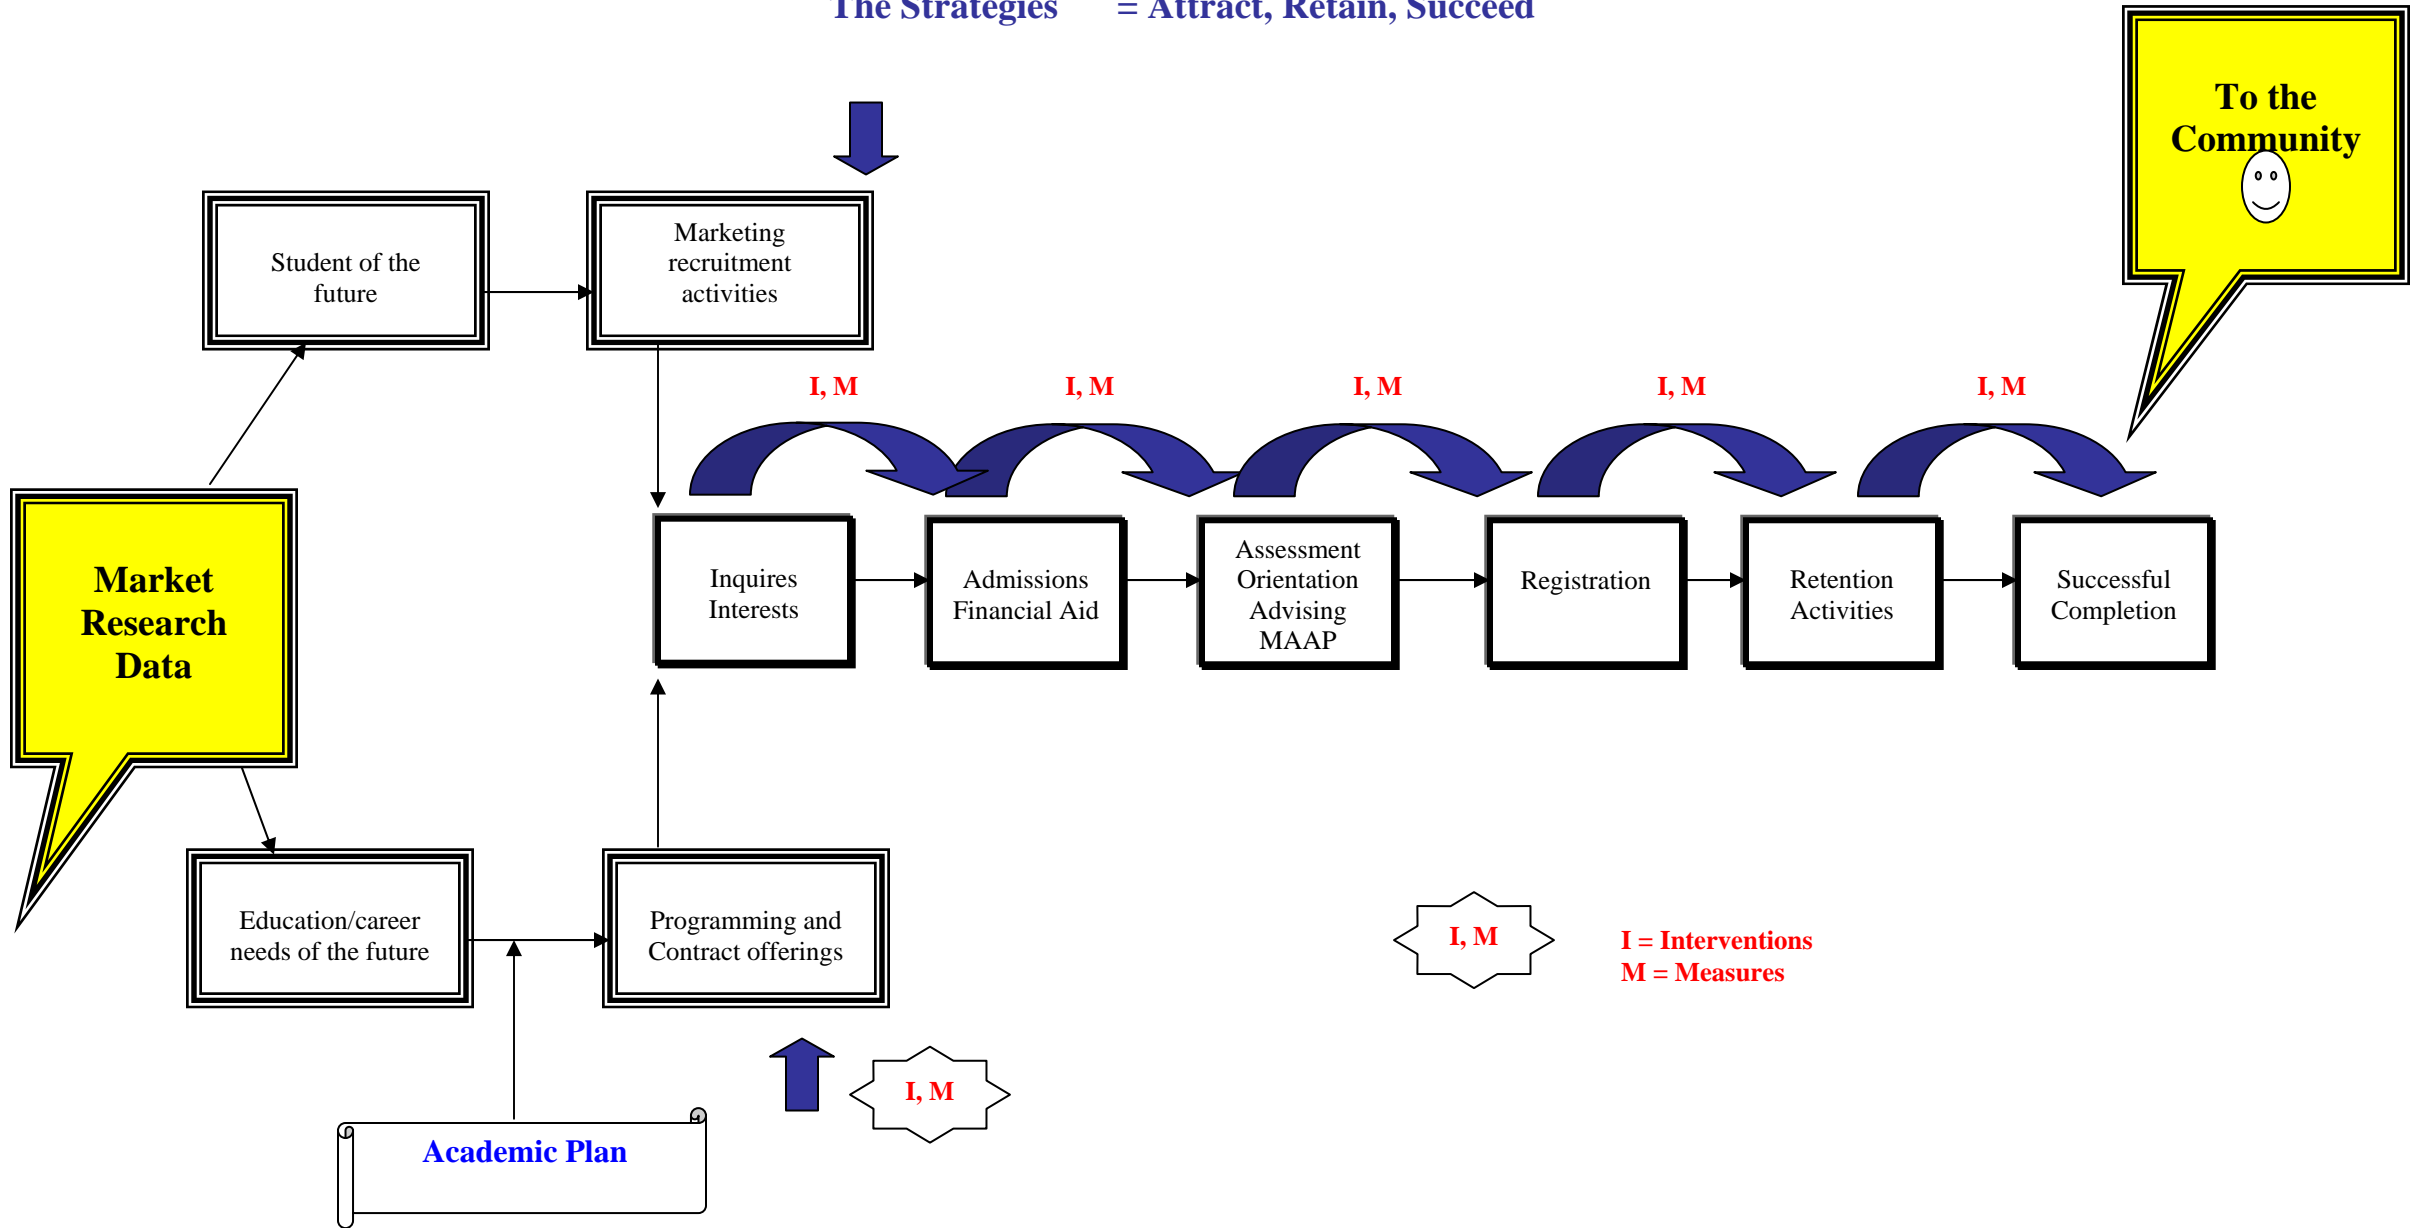 The Strategies = Attract, Retain, Succeed
To the
Community
Student of the
future
Marketing
recruitment
activities
I, M
I, M
I, M
I, M
I, M
Market
Research
Data
Inquires
Interests
Admissions
Financial Aid
Assessment
Orientation
Advising
MAAP
Registration
Retention
Activities
Successful
Completion
Education/career
needs of the future
Programming and
Contract offerings
I, M
I = Interventions
M = Measures
I, M
Academic Plan